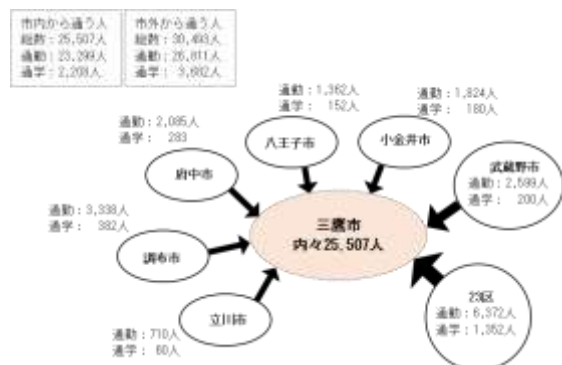 市内から通う人
総数：25,507人
通勤：23,299人
通学：2,208人
市外から通う人
総数：30,493人
通勤：26,811人
通学：3,682人
通勤：1,362人
通学： 152人
通勤：1,824人
通学： 180人
通勤：2,085人
通学： 283
八王子市
小金井市
府中市
武蔵野市
通勤：2,599人
通学： 200人
通勤：3,338人
通学： 382人
三鷹市
内々25,507人
調布市
立川市
23区
通勤：6,372人
通学：1,352人
通勤：710人
通学： 60人